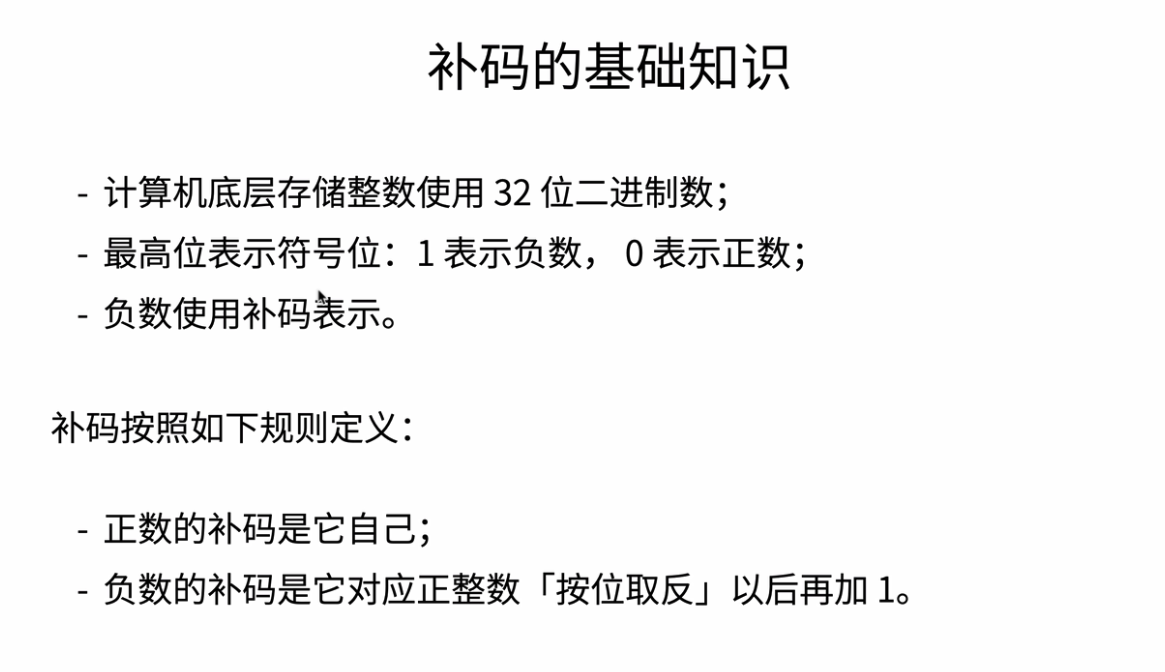 补码的基础知识
- 计算机底层存储整数使用 32 位二进制数；
- 最高位表示符号位：1 表示负数， 0 表示正数；
- 负数使用补码表示。
补码按照如下规则定义：
- 正数的补码是它自己；
- 负数的补码是它对应正整数「按位取反」以后再加 1。